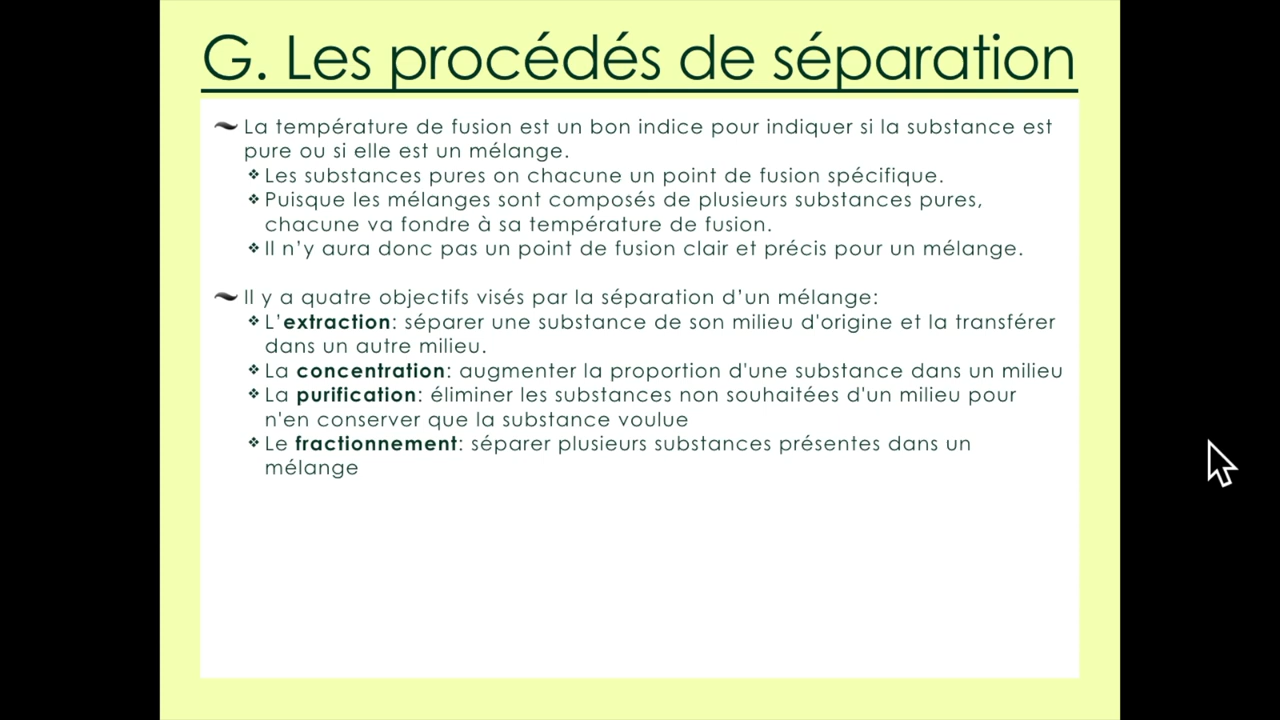 G. Les procédés de séparation
La température de fusion est un bon indice pour indiquer si la substance est
pure ou si elle est un mélange.
❖Les substances pures on chacune un point de fusion spécifique.
❖Puisque les mélanges sont composés de plusieurs substances pures,
chacune va fondre à sa température de fusion.
❖Il n’y aura donc pas un point de fusion clair et précis pour un mélange.
Il y a quatre objectifs visés par la séparation d’un mélange:
❖L’extraction: séparer une substance de son milieu d'origine et la transférer
dans un autre milieu.
❖La concentration: augmenter la proportion d'une substance dans un milieu
❖La purification: éliminer les substances non souhaitées d'un milieu pour
n'en conserver que la substance voulue
❖Le fractionnement: séparer plusieurs substances présentes dans un
mélange